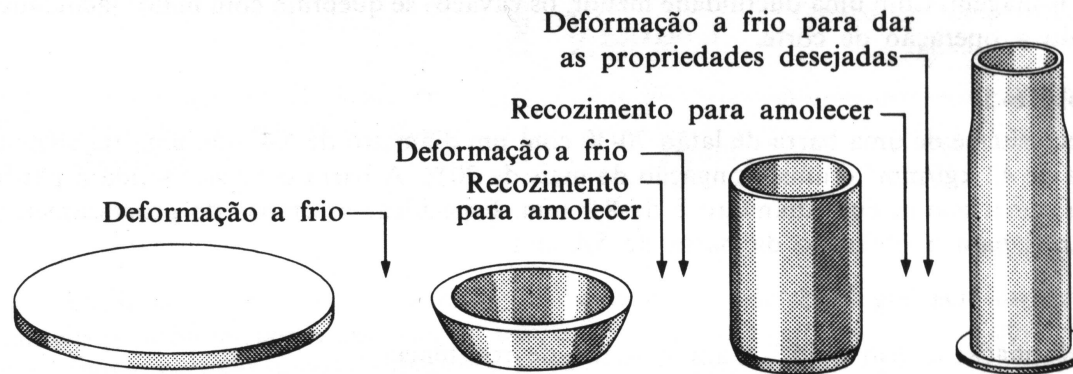 Deformação a frio para dar
as propriedades desejadas
Recozimento para amolecer
Deformação a frio
Recozimento
para amolecer
Deformação a frio